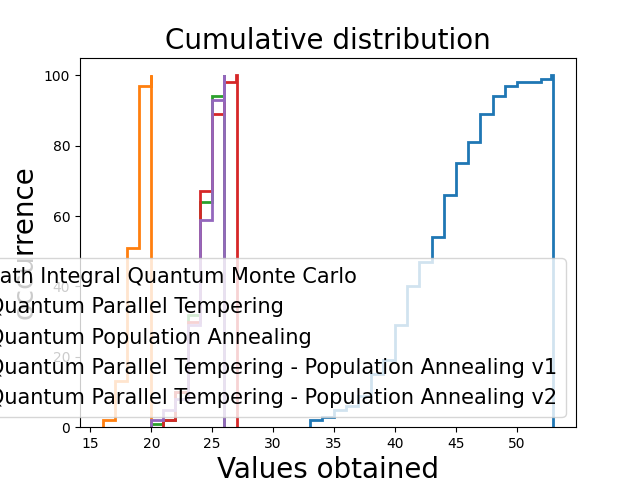 Cumulative distribution
100
80
60
40
20
0
occurrence
ath Integral Quantum Monte Carlo
Quantum Parallel Tempering
Quantum Population Annealing
Quantum Parallel Tempering - Population Annealing v1
Quantum Parallel Tempering - Population Annealing v2
15 20 25 30 35 40 45 50
Values obtained